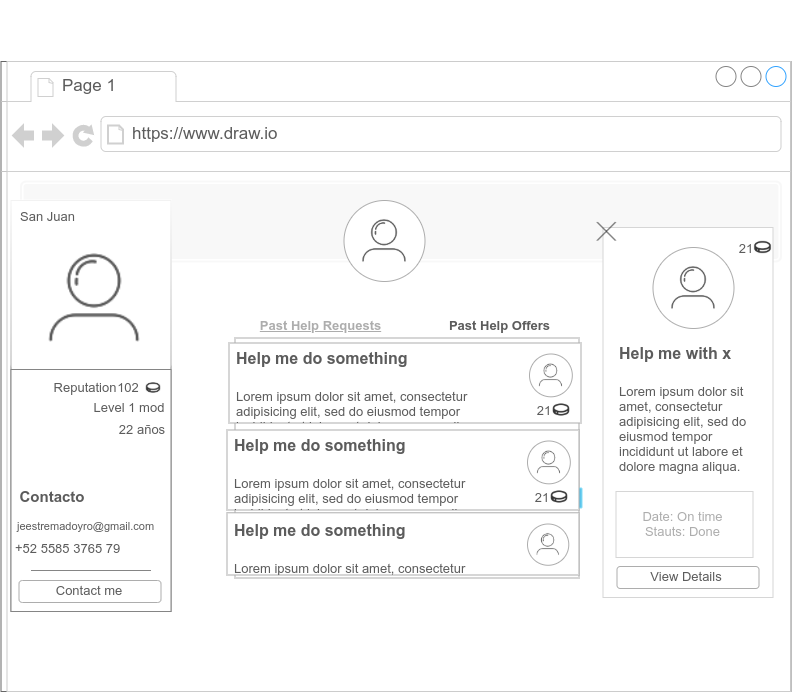 Page 1
https://www.draw.io
San Juan
Reputation102
Level 1 mod
22 años
Contacto
jeestremadoyro@gmail.com
+52 5585 3765 79
Contact me
Past Help Requests
Past Help Offers
Help me do something
Lorem ipsum dolor sit amet, consectetur
adipisicing elit, sed do eiusmod tempor
21
Help me do something
Lorem ipsum dolor sit amet, consectetur
adipisicing elit, sed do eiusmod tempor
21
Help me do something
Lorem ipsum dolor sit amet, consectetur
21
Help me with x
Lorem ipsum dolor sit
amet, consectetur
adipisicing elit, sed do
eiusmod tempor
incididunt ut labore et
dolore magna aliqua.
Date: On time
Stauts: Done
View Details